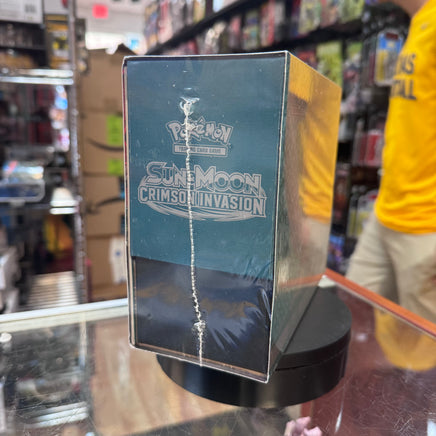 Pokémon
TRADING CARD GAME
SUN & MOON
CRIMSON INVASION